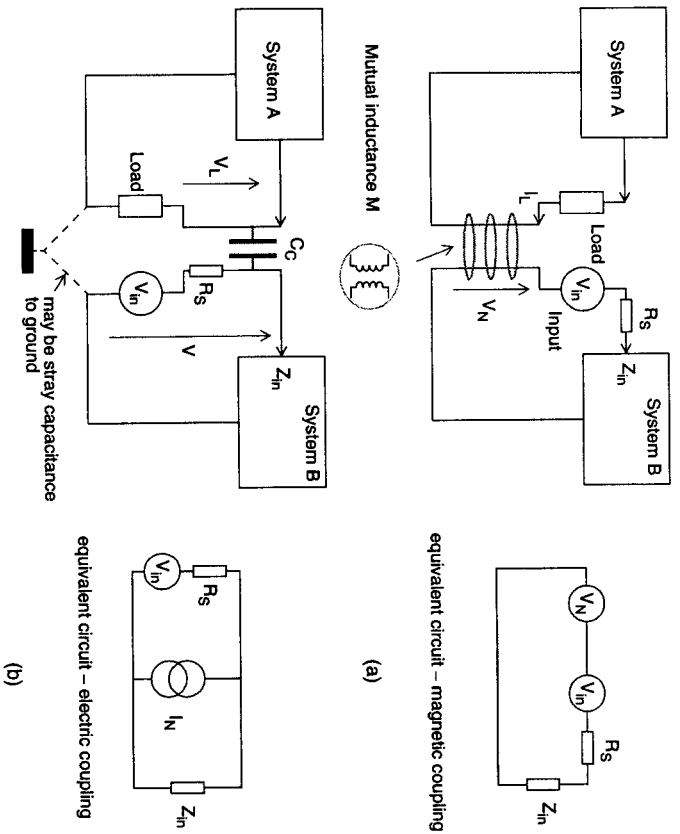 System A
Load
I_L
V_N
V_in
Input
R_S
Z_in
System B
Mutual inductance M
V_N
V_in
R_S
Z_in
equivalent circuit – magnetic coupling
(a)
System A
V_L
Load
C_C
R_S
V_in
V
Z_in
System B
may be stray capacitance
to ground
V_in
R_S
I_N
Z_in
equivalent circuit – electric coupling
(b)